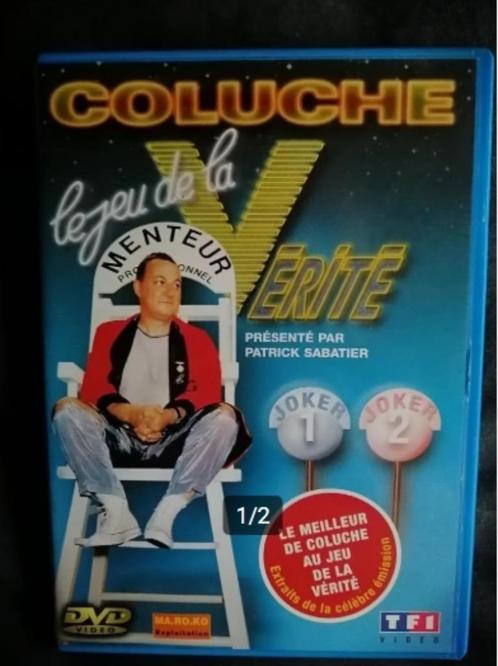 COLUCHE
le jeu de la
VÉRITÉ
MENTEUR
PROFESSIONNEL
PRÉSENTÉ PAR
PATRICK SABATIER
JOKER
1
JOKER
2
1/2
LE MEILLEUR
DE COLUCHE
AU JEU
DE LA
VÉRITÉ
Extraits de la célèbre émission
DVD
VIDEO
MA.RO.KO
Exploitation
TF1
VIDEO